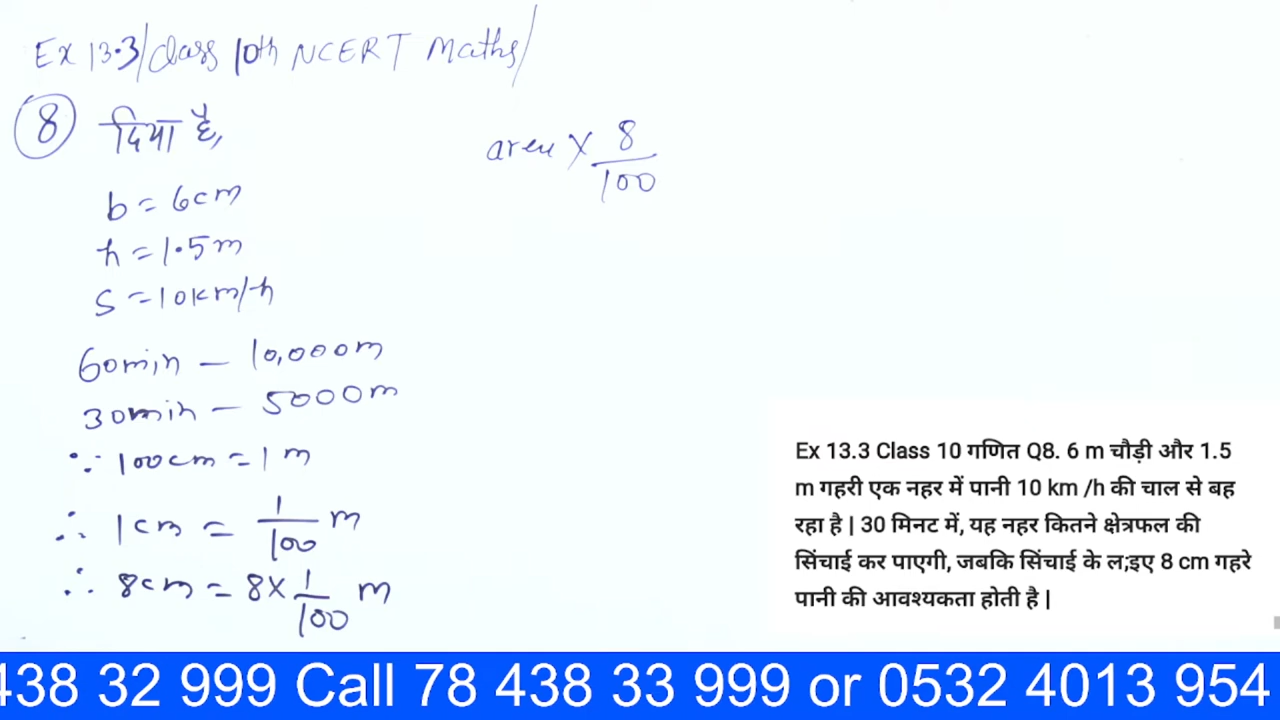 Ex 13.3/class 10th NCERT Maths/
8 दिया है,
b = 6cm
h = 1.5m
S = 10km/h
60min — 10,000m
30min — 5000m
∵ 100cm = 1 m
∴ 1cm = 1/100 m
∴ 8cm = 8 × 1/100 m
area × 8/100
Ex 13.3 Class 10 गणित Q8. 6 m चौड़ी और 1.5
m गहरी एक नहर में पानी 10 km /h की चाल से बह
रहा है | 30 मिनट में, यह नहर कितने क्षेत्रफल की
सिंचाई कर पाएगी, जबकि सिंचाई के ल;इए 8 cm गहरे
पानी की आवश्यकता होती है |
438 32 999 Call 78 438 33 999 or 0532 4013 954